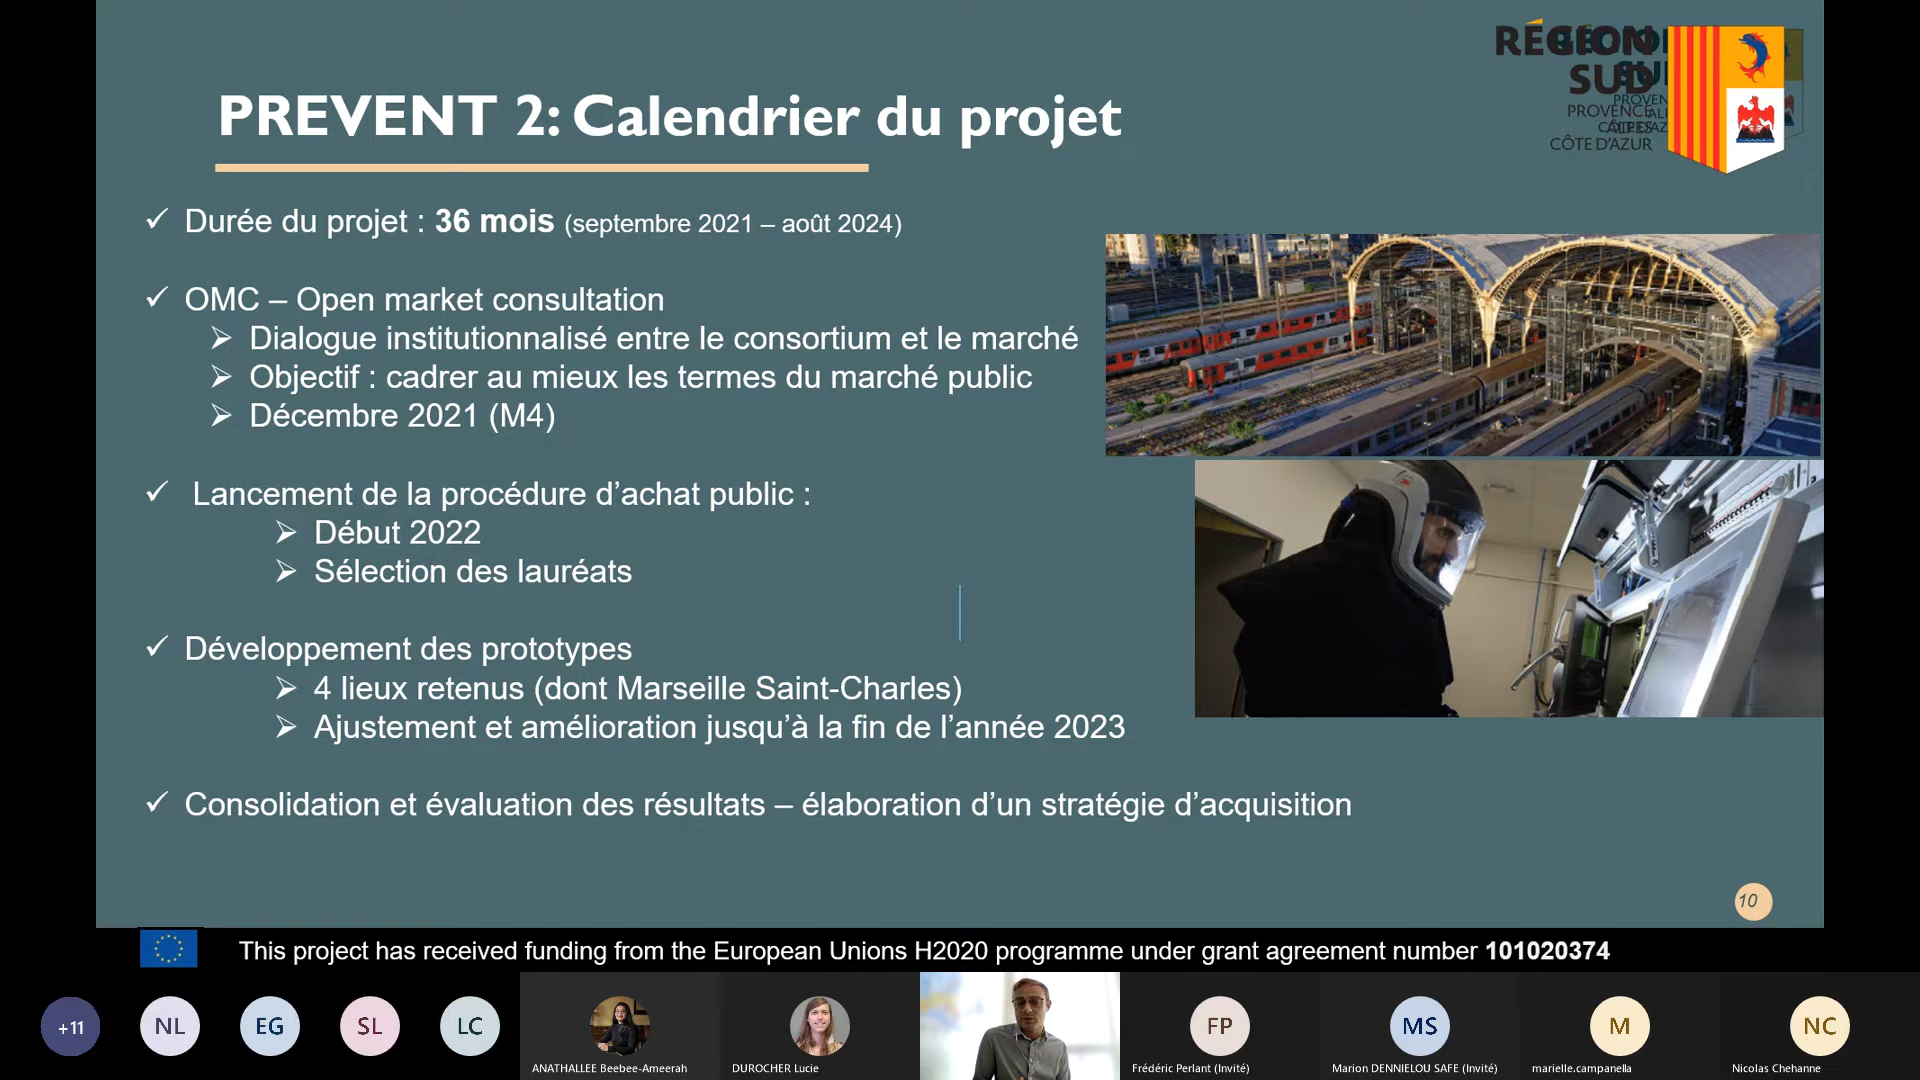 RÉGION
SUD
PROVENCE
ALPES
CÔTE D'AZUR
PREVENT 2: Calendrier du projet
✓ Durée du projet : 36 mois (septembre 2021 – août 2024)
✓ OMC – Open market consultation
➢ Dialogue institutionnalisé entre le consortium et le marché
➢ Objectif : cadrer au mieux les termes du marché public
➢ Décembre 2021 (M4)
✓ Lancement de la procédure d’achat public :
➢ Début 2022
➢ Sélection des lauréats
✓ Développement des prototypes
➢ 4 lieux retenus (dont Marseille Saint-Charles)
➢ Ajustement et amélioration jusqu’à la fin de l’année 2023
✓ Consolidation et évaluation des résultats – élaboration d’un stratégie d’acquisition
10
This project has received funding from the European Unions H2020 programme under grant agreement number 101020374
+11 NL EG SL LC FP MS M NC
ANATHALLEE Beebee-Ameerah DUROCHER Lucie Frédéric Perlant (Invité) Marion DENNIELOU SAFE (Invité) marielle.campanella Nicolas Chehanne